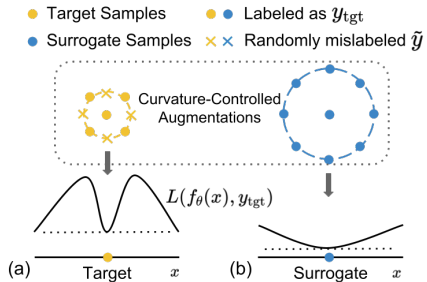 Target Samples
Labeled as y_tgt
Surrogate Samples
Randomly mislabeled ỹ
Curvature-Controlled
Augmentations
L(f_θ(x), y_tgt)
(a) Target x
(b) Surrogate x